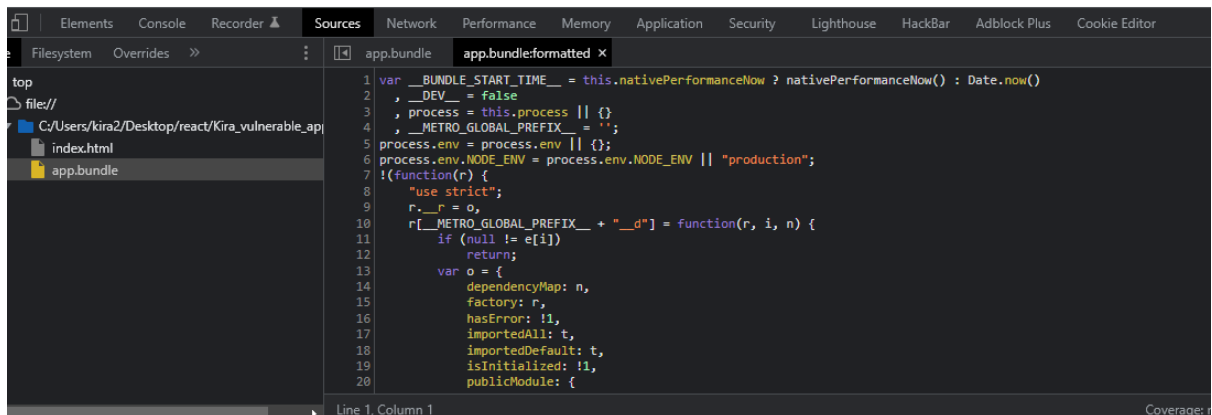 Elements Console Recorder Sources Network Performance Memory Application Security Lighthouse HackBar Adblock Plus Cookie Editor
Filesystem Overrides » ⋮ app.bundle app.bundle:formatted ×
top
file://
C:/Users/kira2/Desktop/react/Kira_vulnerable_ap
index.html
app.bundle
1 var __BUNDLE_START_TIME__ = this.nativePerformanceNow ? nativePerformanceNow() : Date.now()
2 , __DEV__ = false
3 , process = this.process || {}
4 , __METRO_GLOBAL_PREFIX__ = '';
5 process.env = process.env || {};
6 process.env.NODE_ENV = process.env.NODE_ENV || "production";
7 !(function(r) {
8 "use strict";
9 r.__r = o,
10 r[__METRO_GLOBAL_PREFIX__ + "__d"] = function(r, i, n) {
11 if (null != e[i])
12 return;
13 var o = {
14 dependencyMap: n,
15 factory: r,
16 hasError: !1,
17 importedAll: t,
18 importedDefault: t,
19 isInitialized: !1,
20 publicModule: {
Line 1, Column 1 Coverage: